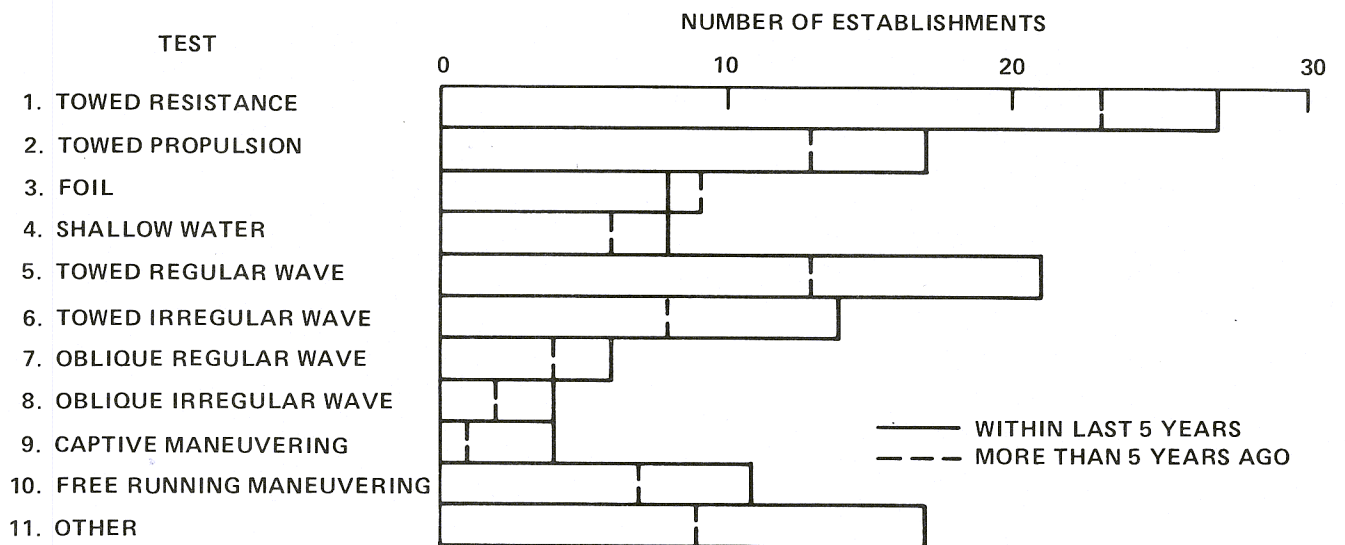 NUMBER OF ESTABLISHMENTS
TEST
0 10 20 30
1. TOWED RESISTANCE
2. TOWED PROPULSION
3. FOIL
4. SHALLOW WATER
5. TOWED REGULAR WAVE
6. TOWED IRREGULAR WAVE
7. OBLIQUE REGULAR WAVE
8. OBLIQUE IRREGULAR WAVE
WITHIN LAST 5 YEARS
9. CAPTIVE MANEUVERING
MORE THAN 5 YEARS AGO
10. FREE RUNNING MANEUVERING
11. OTHER